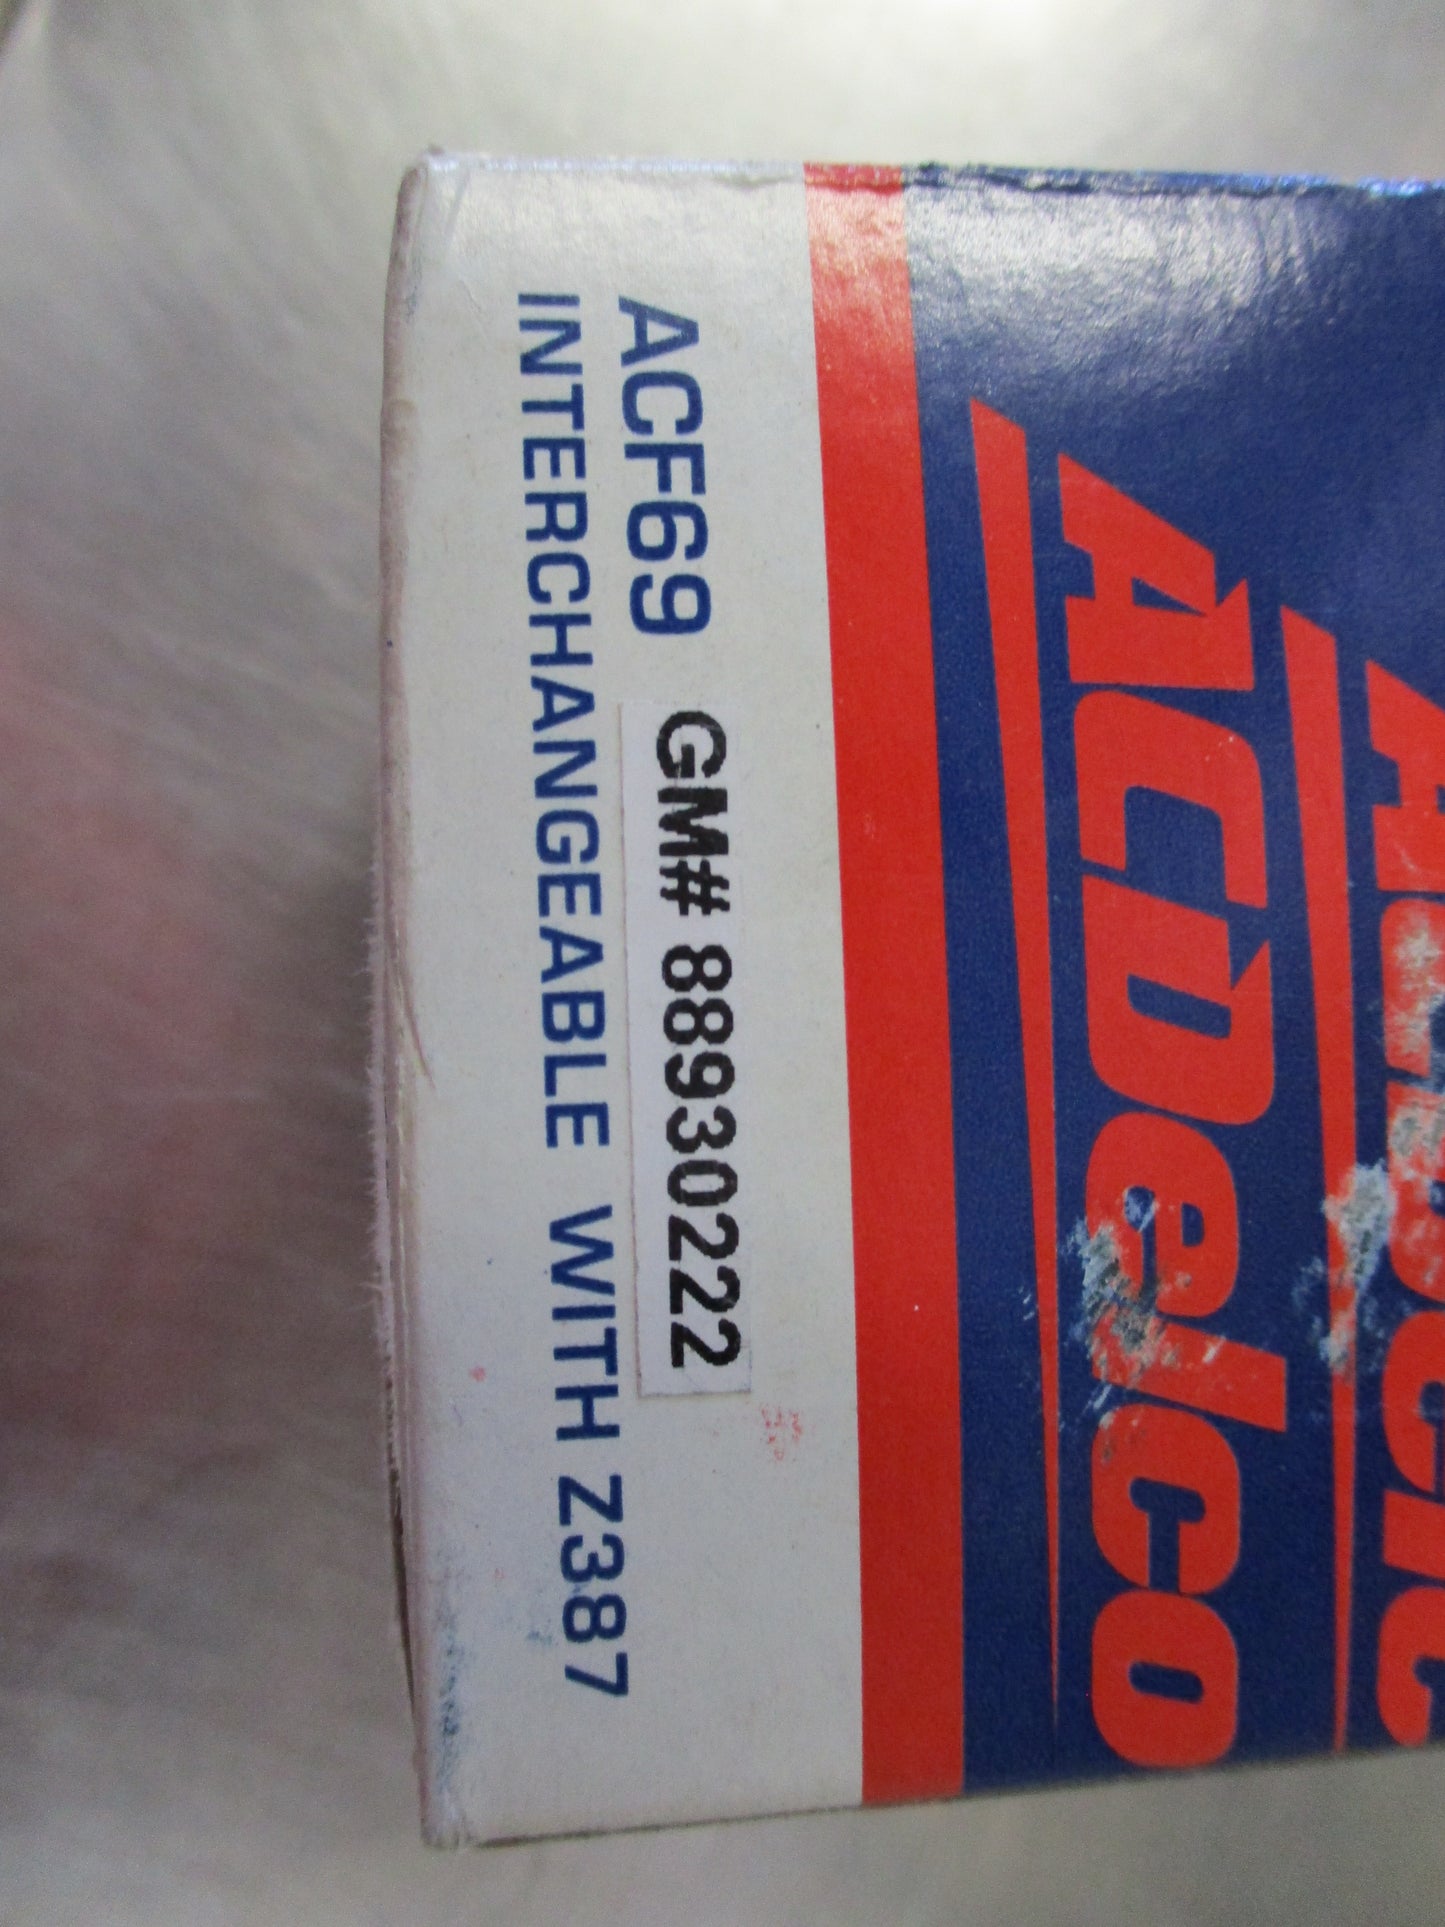 ACDelco
ACF69 GM# 88930222
INTERCHANGEABLE WITH Z387